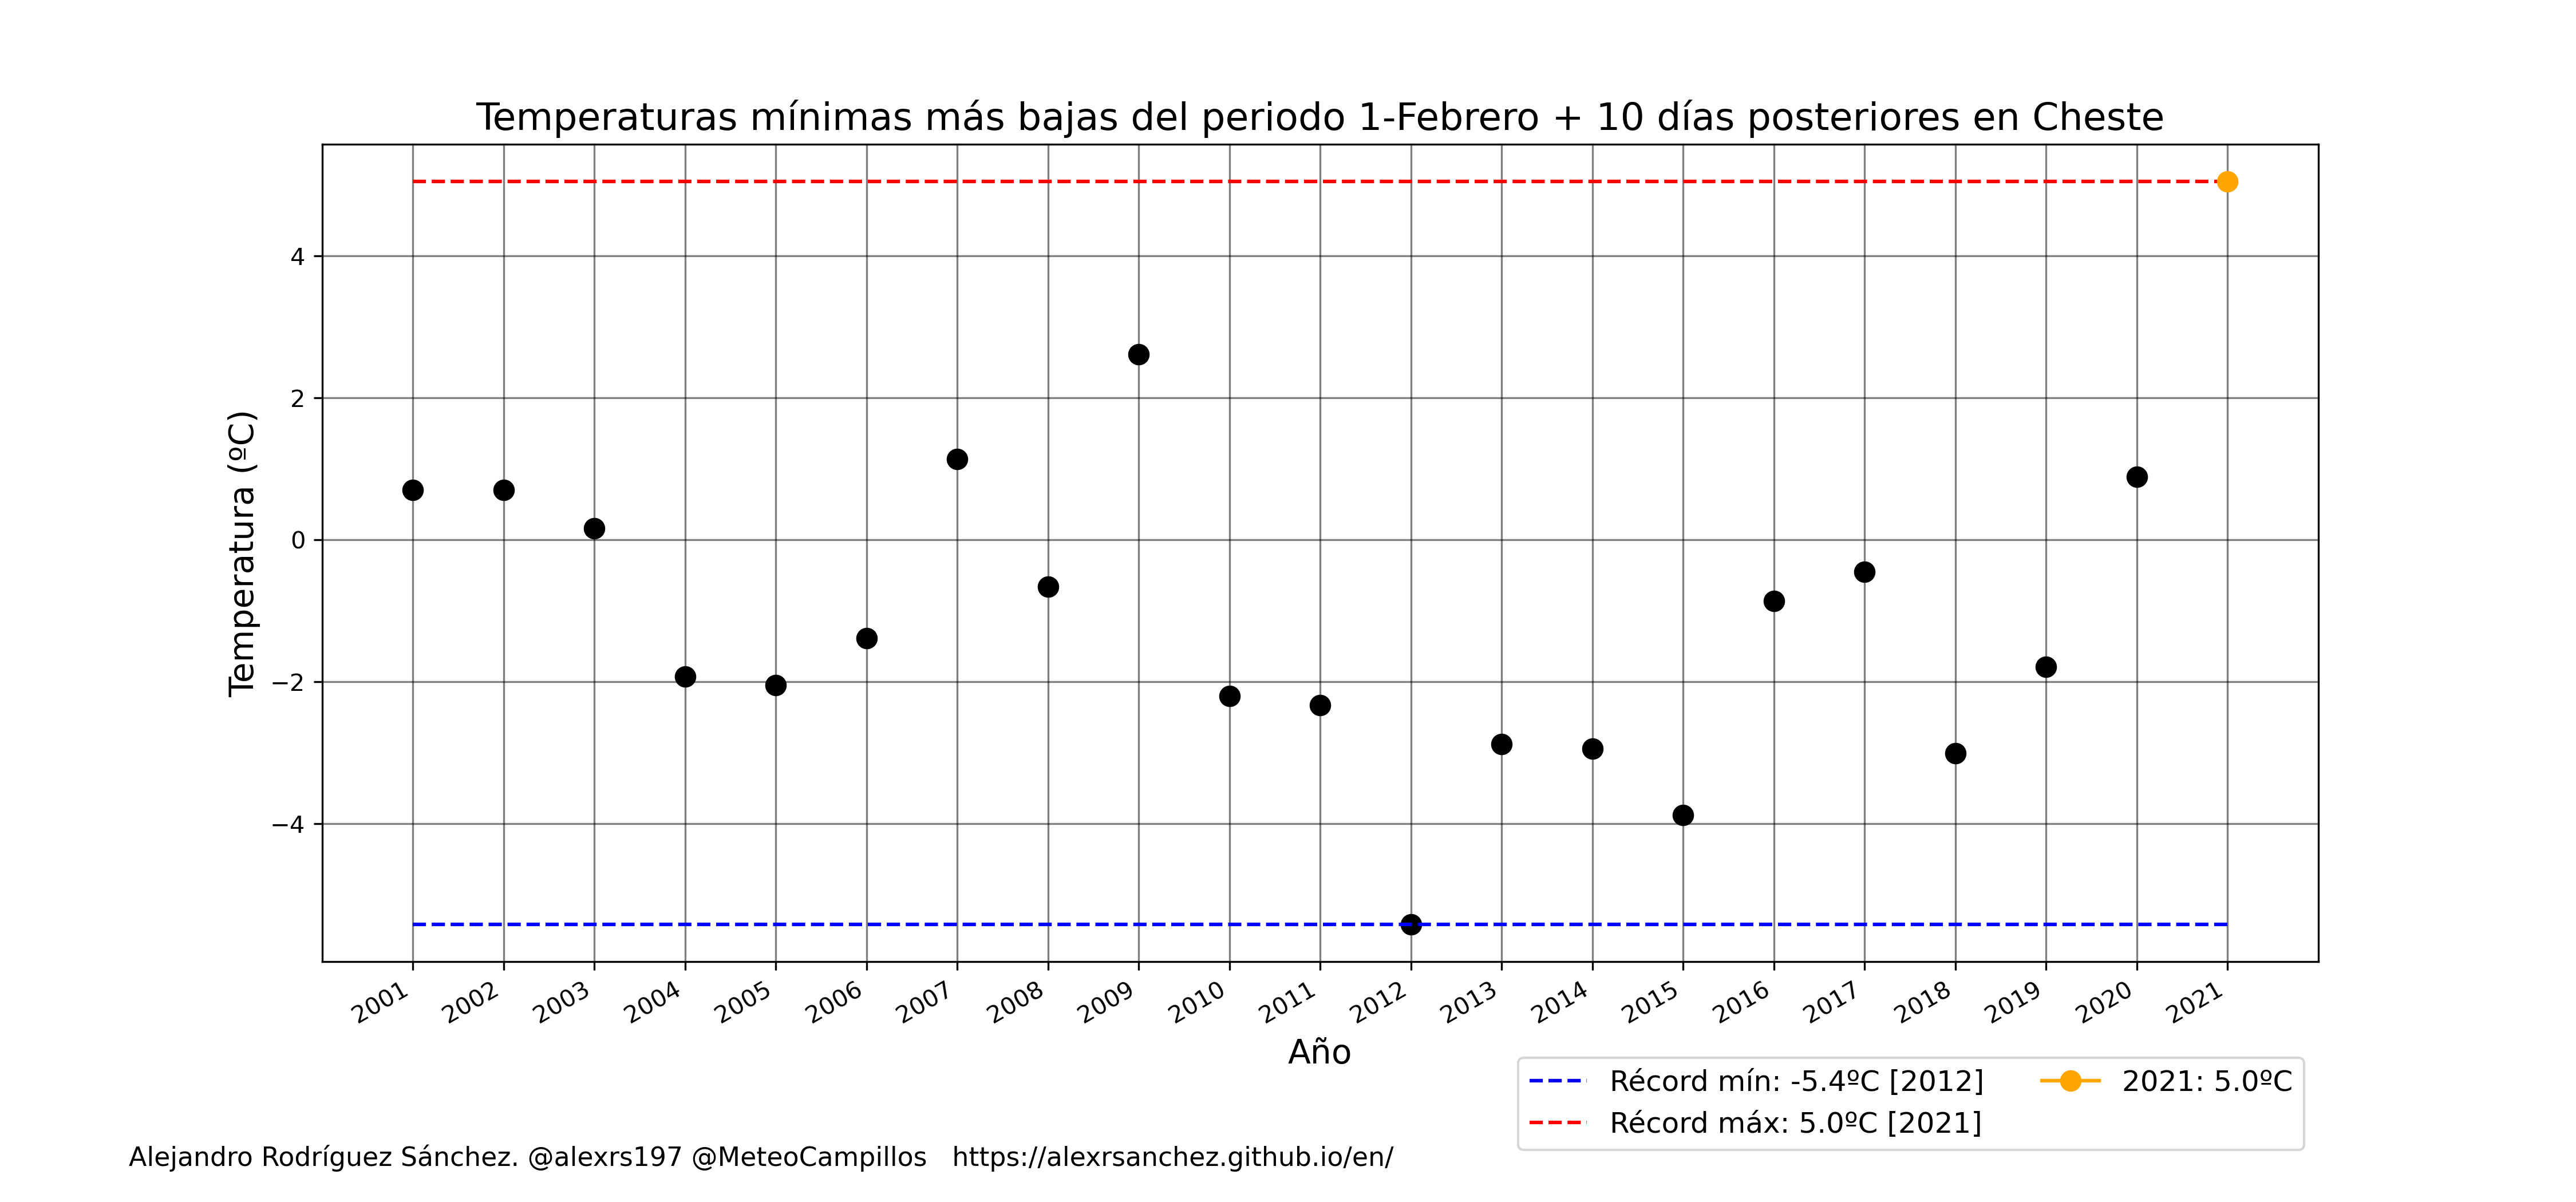 Temperaturas mínimas más bajas del periodo 1-Febrero + 10 días posteriores en Cheste
Temperatura (ºC)
4
2
0
−2
−4
2001 2002 2003 2004 2005 2006 2007 2008 2009 2010 2011 2012 2013 2014 2015 2016 2017 2018 2019 2020 2021
Año
Récord mín: -5.4ºC [2012]
Récord máx: 5.0ºC [2021]
2021: 5.0ºC
Alejandro Rodríguez Sánchez. @alexrs197 @MeteoCampillos https://alexrsanchez.github.io/en/